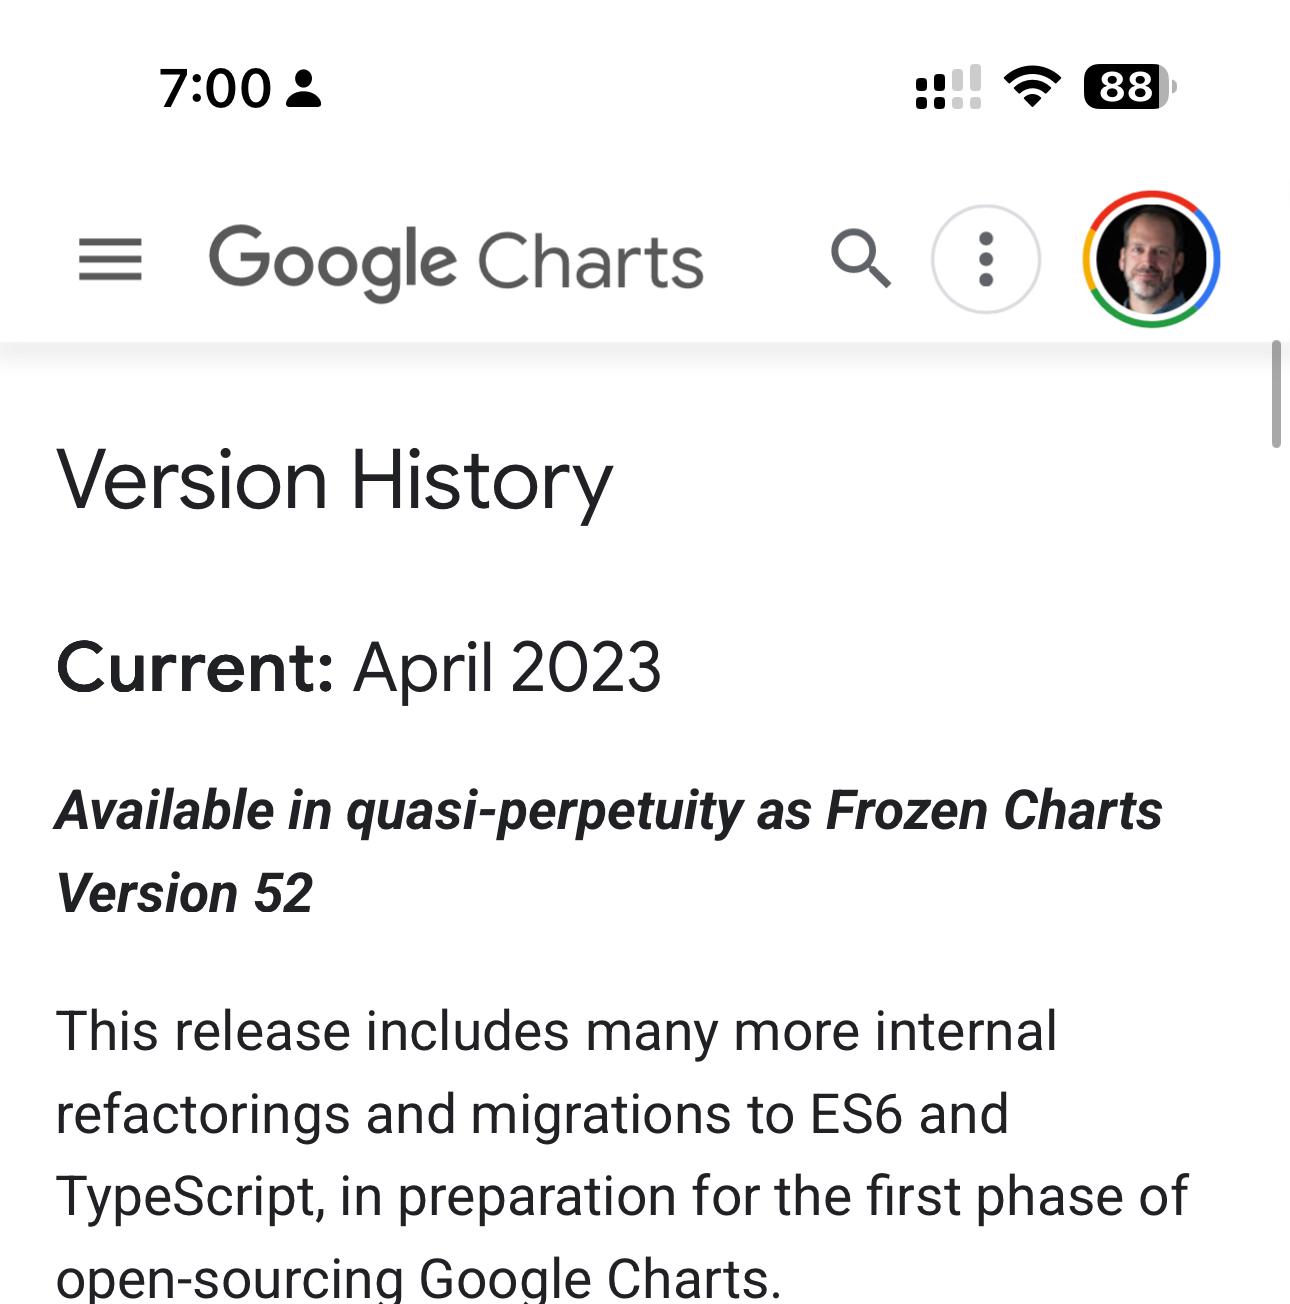 7:00
88
Google Charts
Version History
Current: April 2023
Available in quasi-perpetuity as Frozen Charts
Version 52
This release includes many more internal
refactorings and migrations to ES6 and
TypeScript, in preparation for the first phase of
open-sourcing Google Charts.